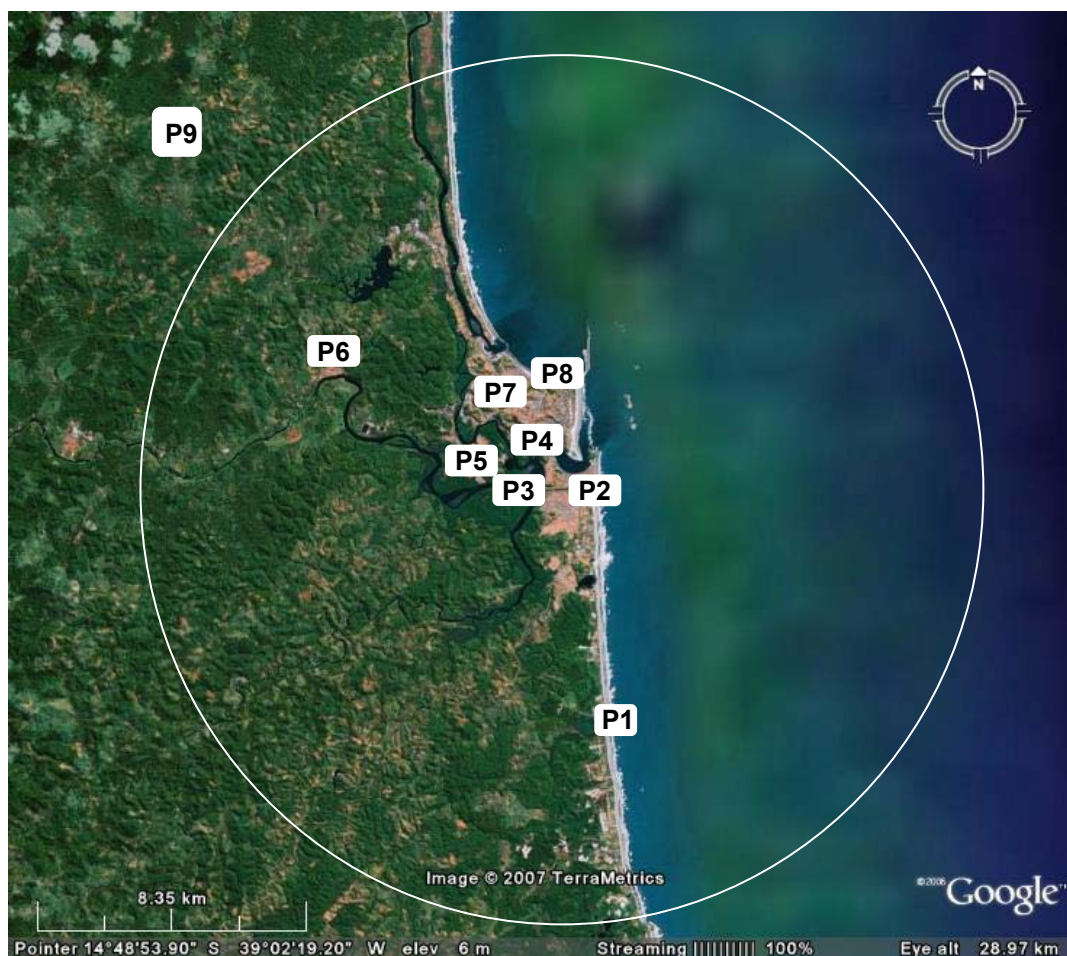 N
P9
P6
P8
P7
P4
P5
P3
P2
P1
Image © 2007 TerraMetrics
8.35 km
©2006 Google™
Pointer 14°48'53.90" S 39°02'19.20" W elev 6 m Streaming |||||||||| 100% Eye alt 28.97 km